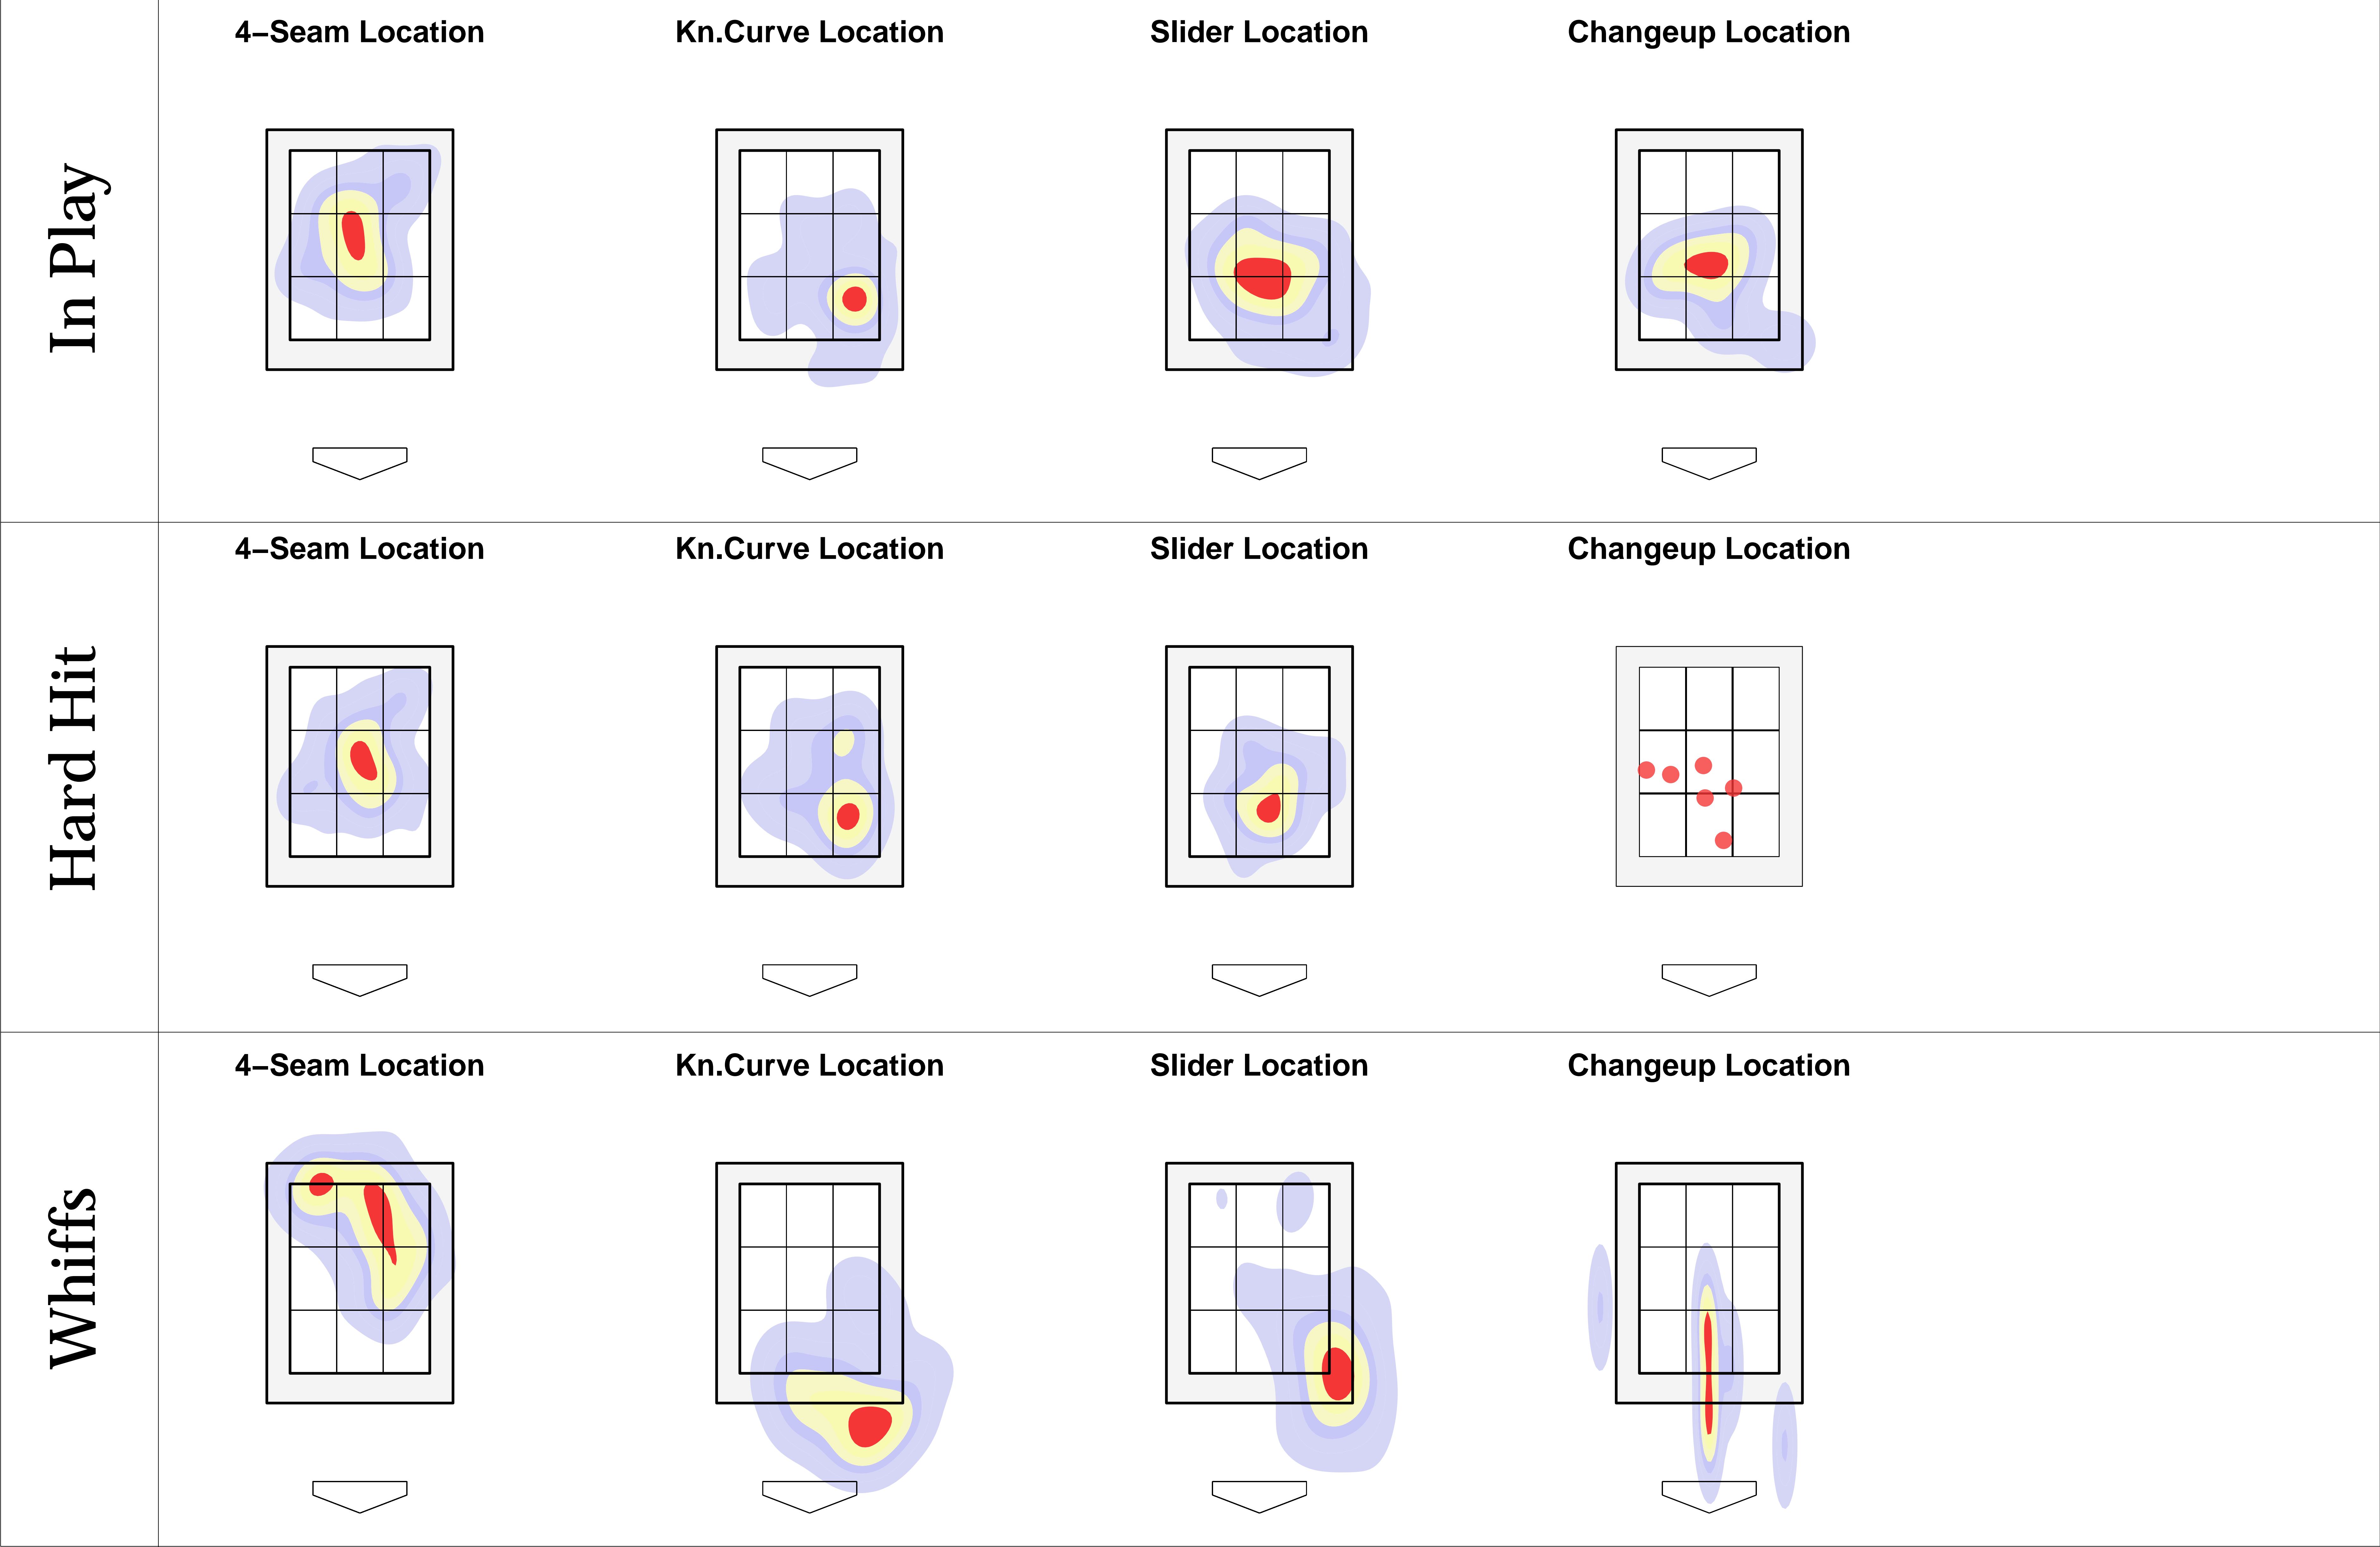 In Play
4–Seam Location
Kn.Curve Location
Slider Location
Changeup Location
Hard Hit
4–Seam Location
Kn.Curve Location
Slider Location
Changeup Location
Whiffs
4–Seam Location
Kn.Curve Location
Slider Location
Changeup Location